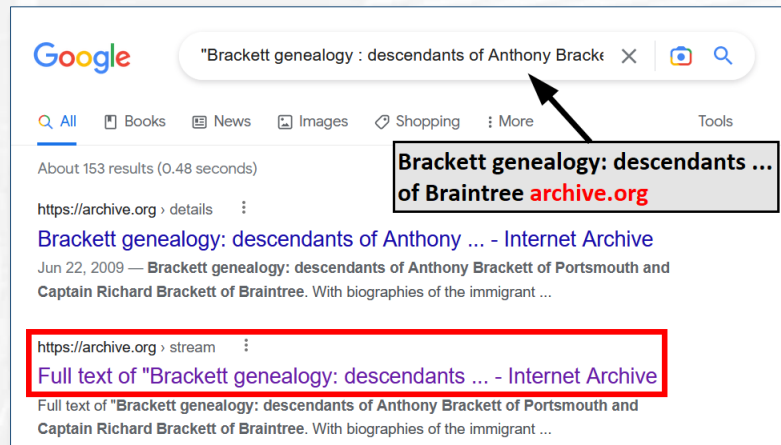 Google
"Brackett genealogy : descendants of Anthony Bracke
All Books News Images Shopping More Tools
About 153 results (0.48 seconds)
Brackett genealogy: descendants ...
of Braintree archive.org
https://archive.org › details
Brackett genealogy: descendants of Anthony ... - Internet Archive
Jun 22, 2009 — Brackett genealogy: descendants of Anthony Brackett of Portsmouth and
Captain Richard Brackett of Braintree. With biographies of the immigrant ...
https://archive.org › stream
Full text of "Brackett genealogy: descendants ... - Internet Archive
Full text of "Brackett genealogy: descendants of Anthony Brackett of Portsmouth and
Captain Richard Brackett of Braintree. With biographies of the immigrant ...